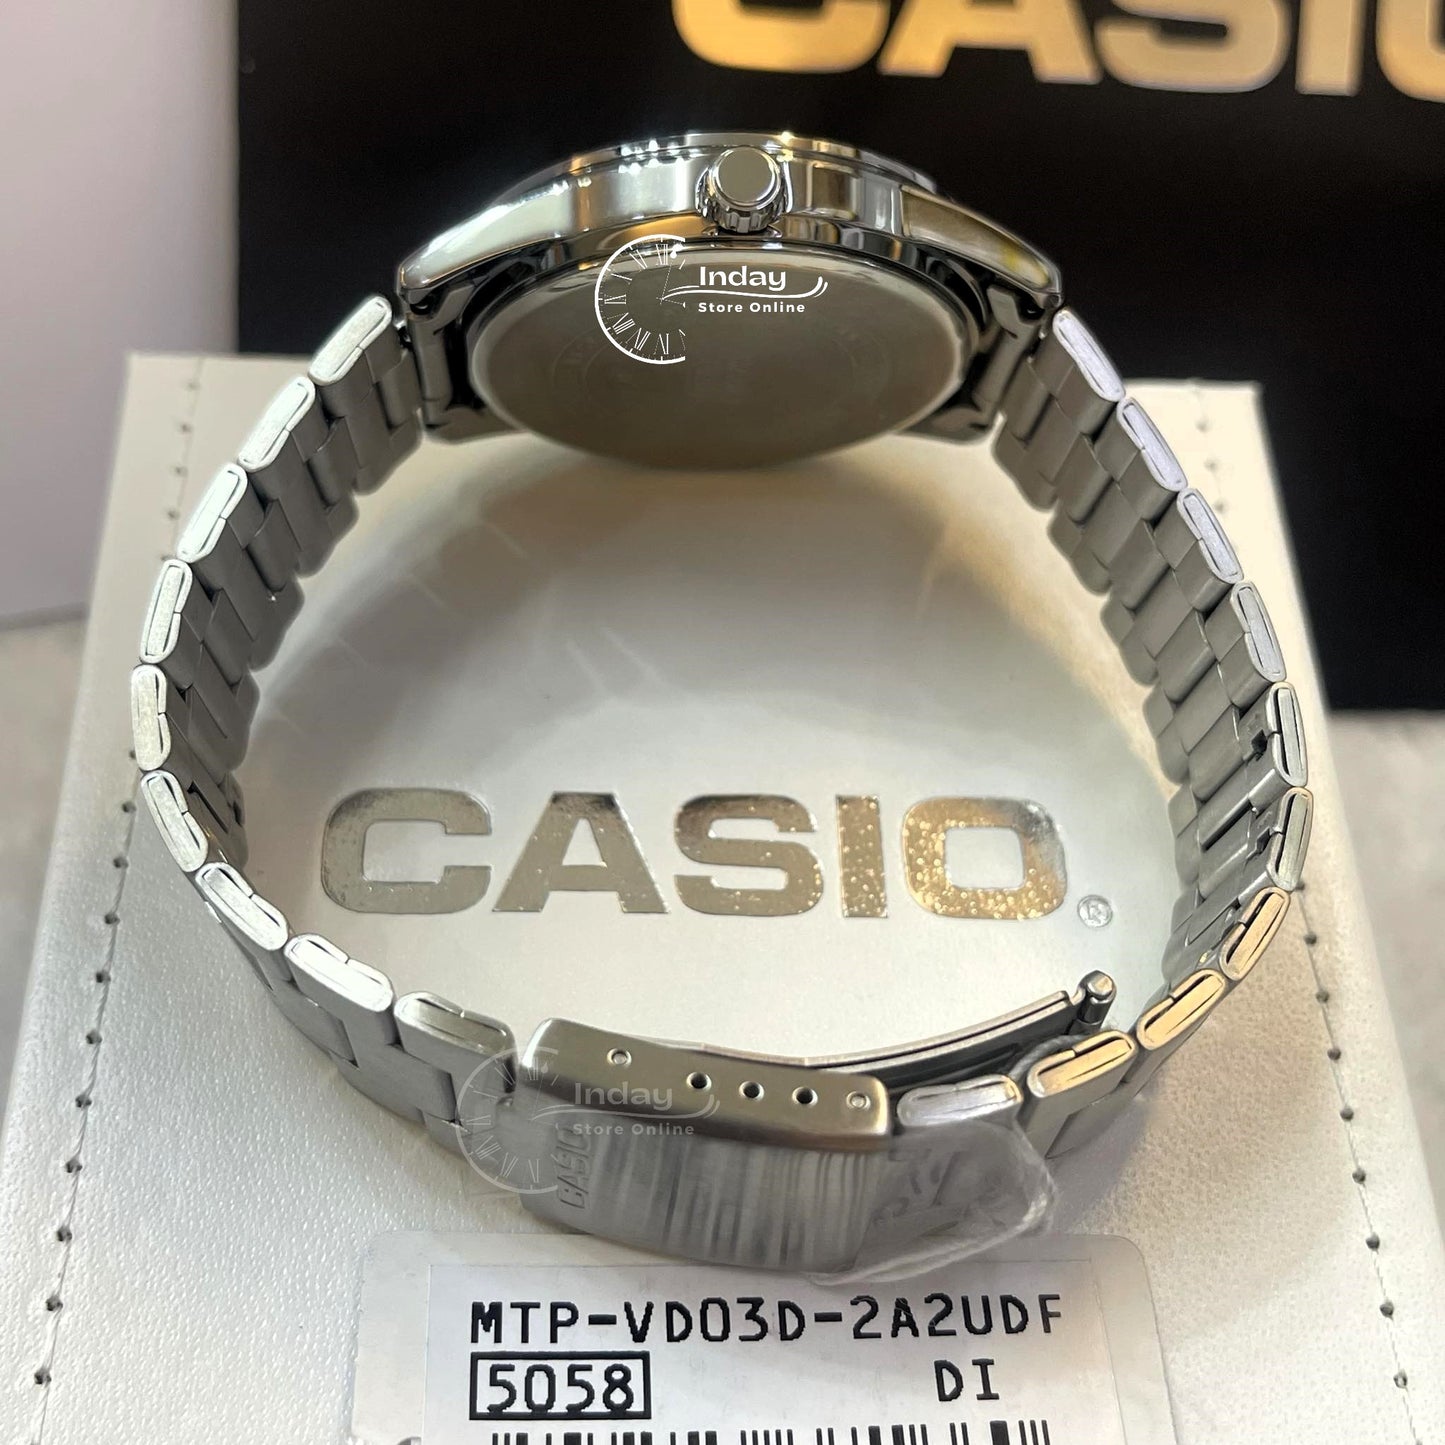 CASIO
Inday
Store Online
CASIO®
Inday
Store Online
CASIO
MTP-VD03D-2A2UDF
5058 DI